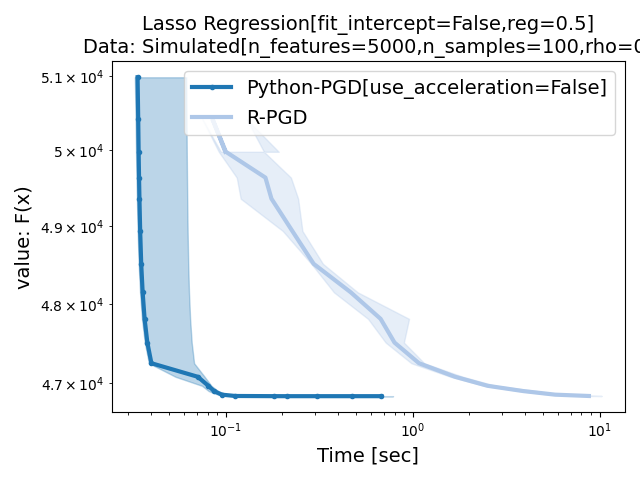 Lasso Regression[fit_intercept=False,reg=0.5]
Data: Simulated[n_features=5000,n_samples=100,rho=0
5.1 × 10⁴
5 × 10⁴
4.9 × 10⁴
4.8 × 10⁴
4.7 × 10⁴
value: F(x)
Python-PGD[use_acceleration=False]
R-PGD
10⁻¹
10⁰
10¹
Time [sec]